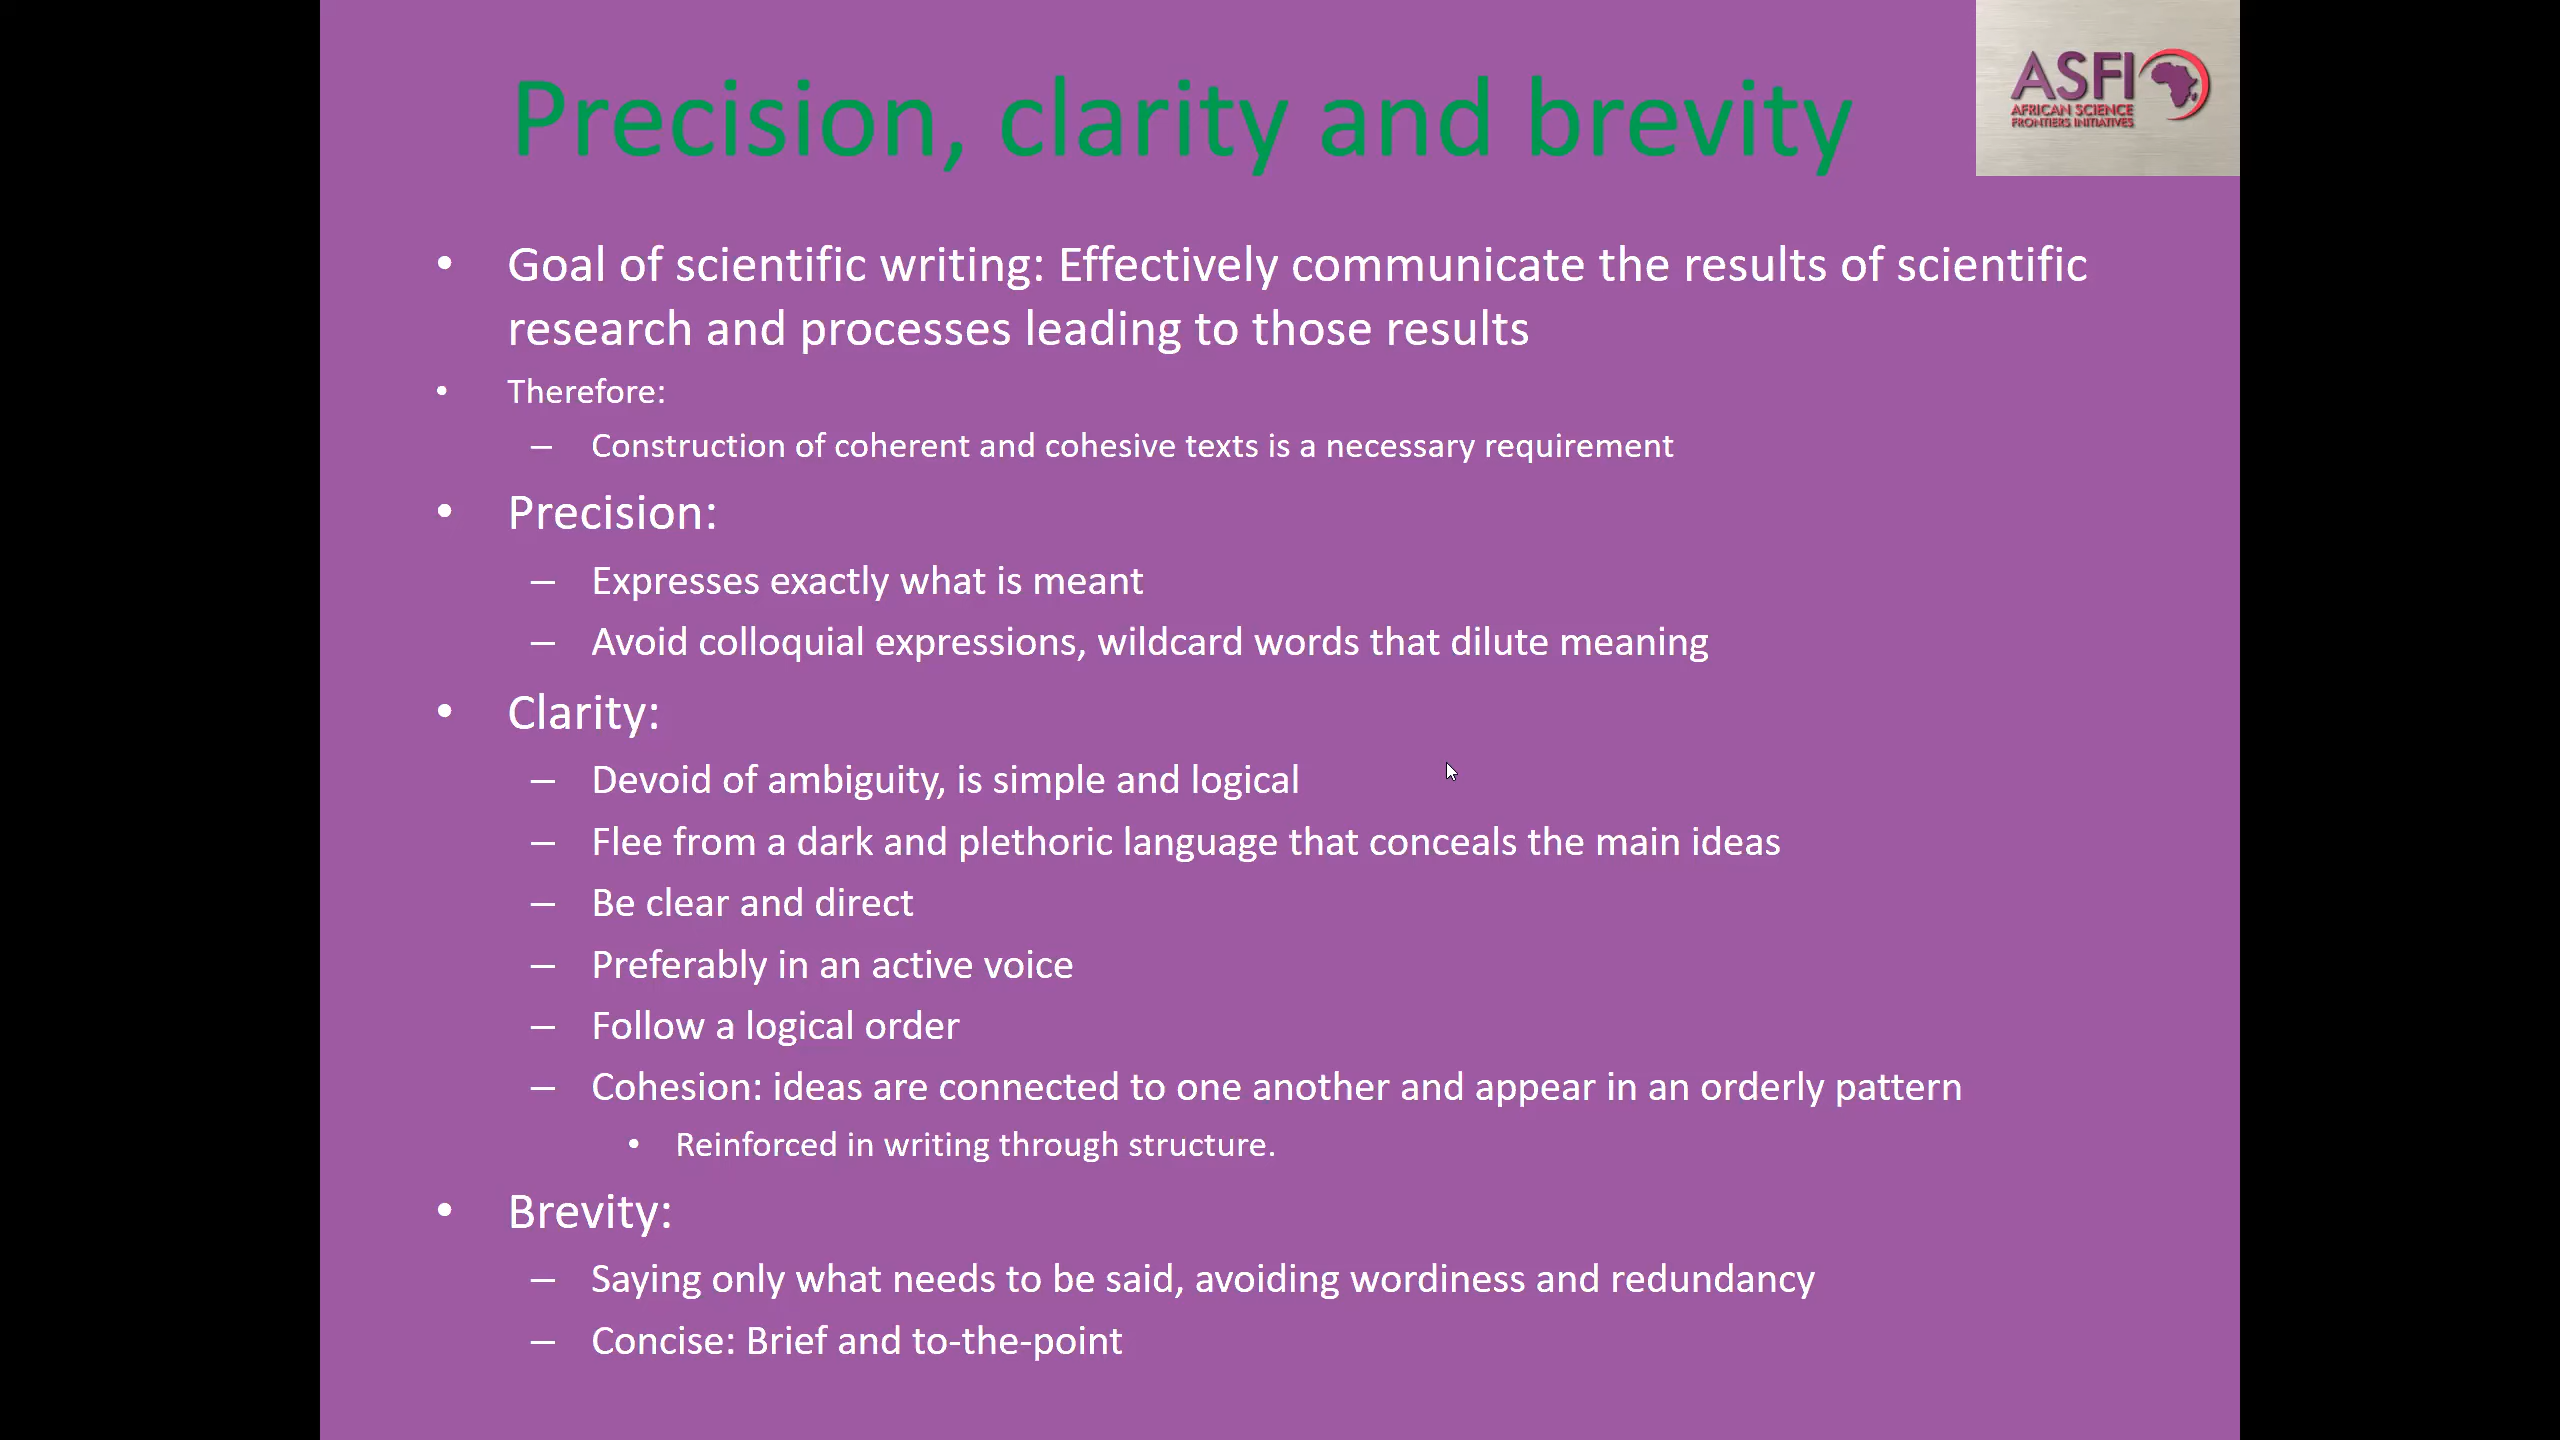 Precision, clarity and brevity
ASFI
AFRICAN SCIENCE
FRONTIERS INITIATIVES
• Goal of scientific writing: Effectively communicate the results of scientific
research and processes leading to those results
• Therefore:
– Construction of coherent and cohesive texts is a necessary requirement
• Precision:
– Expresses exactly what is meant
– Avoid colloquial expressions, wildcard words that dilute meaning
• Clarity:
– Devoid of ambiguity, is simple and logical
– Flee from a dark and plethoric language that conceals the main ideas
– Be clear and direct
– Preferably in an active voice
– Follow a logical order
– Cohesion: ideas are connected to one another and appear in an orderly pattern
• Reinforced in writing through structure.
• Brevity:
– Saying only what needs to be said, avoiding wordiness and redundancy
– Concise: Brief and to-the-point